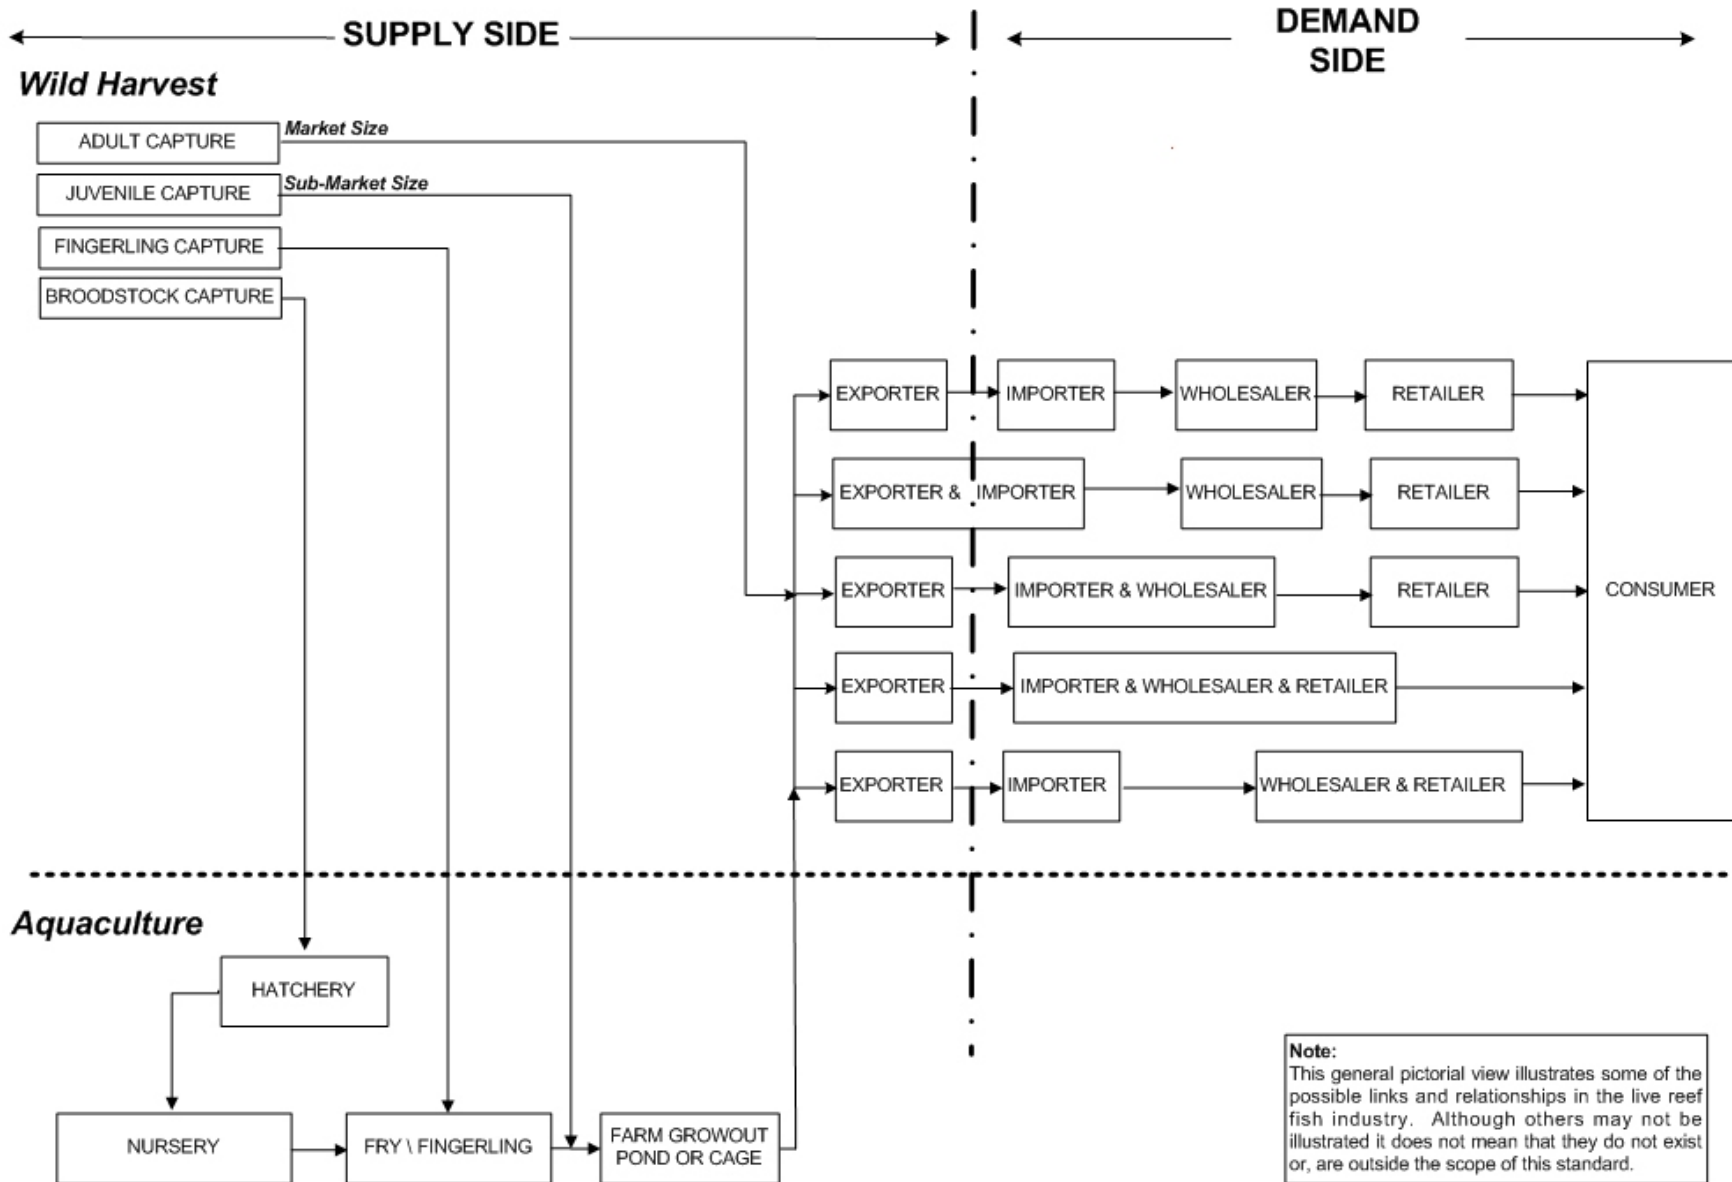 SUPPLY SIDE
DEMAND
SIDE
Wild Harvest
ADULT CAPTURE
Market Size
JUVENILE CAPTURE
Sub-Market Size
FINGERLING CAPTURE
BROODSTOCK CAPTURE
EXPORTER
IMPORTER
WHOLESALER
RETAILER
EXPORTER & IMPORTER
WHOLESALER
RETAILER
EXPORTER
IMPORTER & WHOLESALER
RETAILER
CONSUMER
EXPORTER
IMPORTER & WHOLESALER & RETAILER
EXPORTER
IMPORTER
WHOLESALER & RETAILER
Aquaculture
HATCHERY
NURSERY
FRY \ FINGERLING
FARM GROWOUT
POND OR CAGE
Note:
This general pictorial view illustrates some of the
possible links and relationships in the live reef
fish industry. Although others may not be
illustrated it does not mean that they do not exist
or, are outside the scope of this standard.